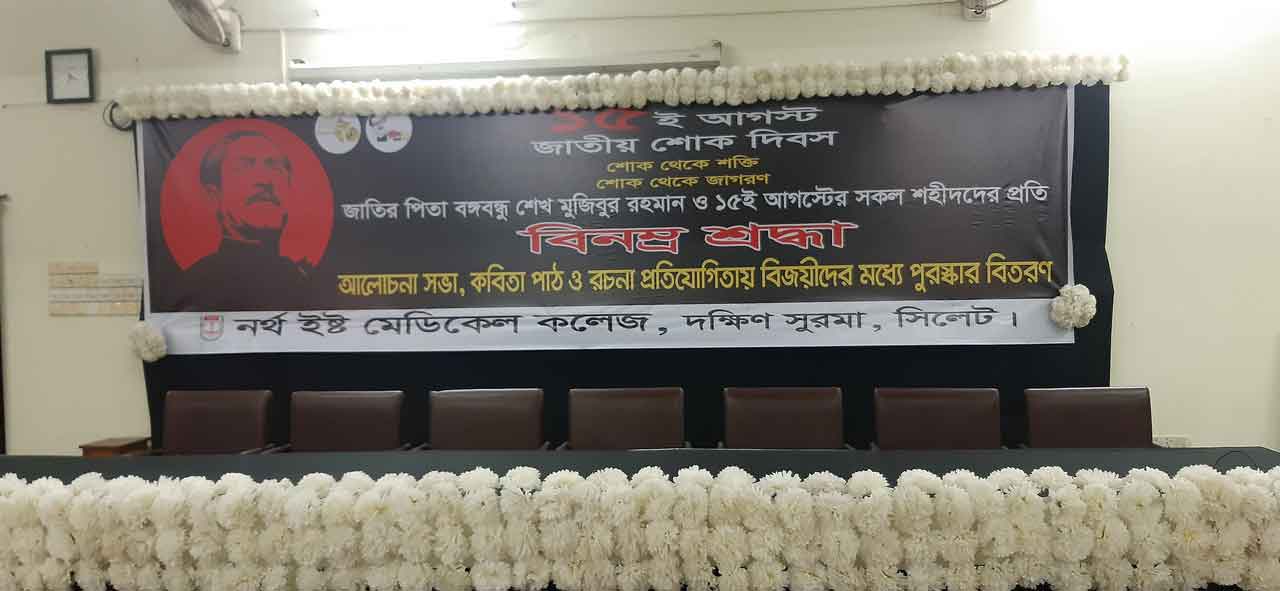 ১৫ই আগস্ট
জাতীয় শোক দিবস
শোক থেকে শক্তি
শোক থেকে জাগরণ
জাতির পিতা বঙ্গবন্ধু শেখ মুজিবুর রহমান ও ১৫ই আগস্টের সকল শহীদদের প্রতি
বিনম্র শ্রদ্ধা
আলোচনা সভা, কবিতা পাঠ ও রচনা প্রতিযোগিতায় বিজয়ীদের মধ্যে পুরস্কার বিতরণ
নর্থ ইষ্ট মেডিকেল কলেজ, দক্ষিণ সুরমা, সিলেট।